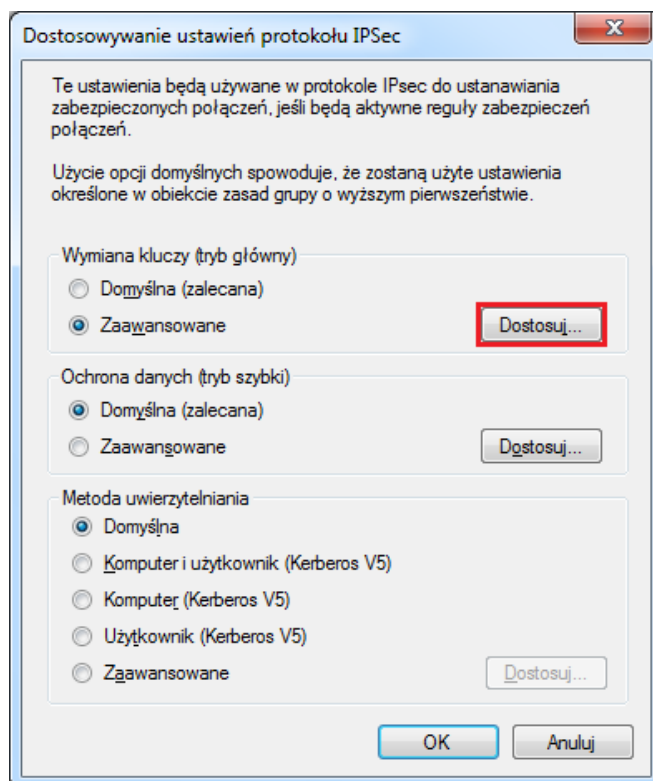 Dostosowywanie ustawień protokołu IPSec
Te ustawienia będą używane w protokole IPsec do ustanawiania
zabezpieczonych połączeń, jeśli będą aktywne reguły zabezpieczeń
połączeń.
Użycie opcji domyślnych spowoduje, że zostaną użyte ustawienia
określone w obiekcie zasad grupy o wyższym pierwszeństwie.
Wymiana kluczy (tryb główny)
Domyślna (zalecana)
Zaawansowane
Dostosuj...
Ochrona danych (tryb szybki)
Domyślna (zalecana)
Zaawansowane
Dostosuj...
Metoda uwierzytelniania
Domyślna
Komputer i użytkownik (Kerberos V5)
Komputer (Kerberos V5)
Użytkownik (Kerberos V5)
Zaawansowane
Dostosuj...
OK
Anuluj